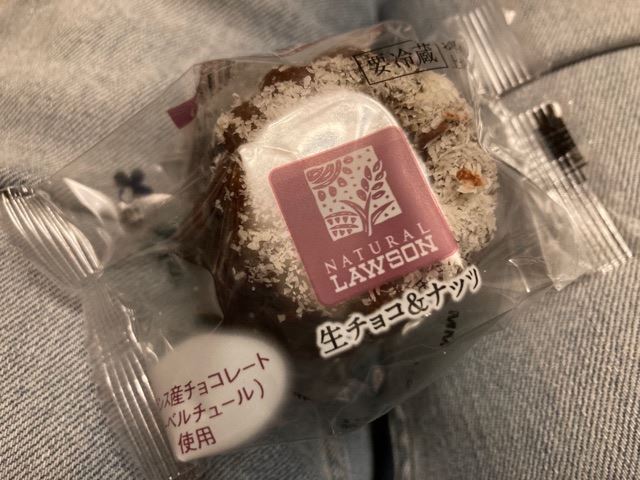 要冷蔵
NATURAL
LAWSON
生チョコ&ナッツ
ンス産チョコレート
ベルチュール)
使用